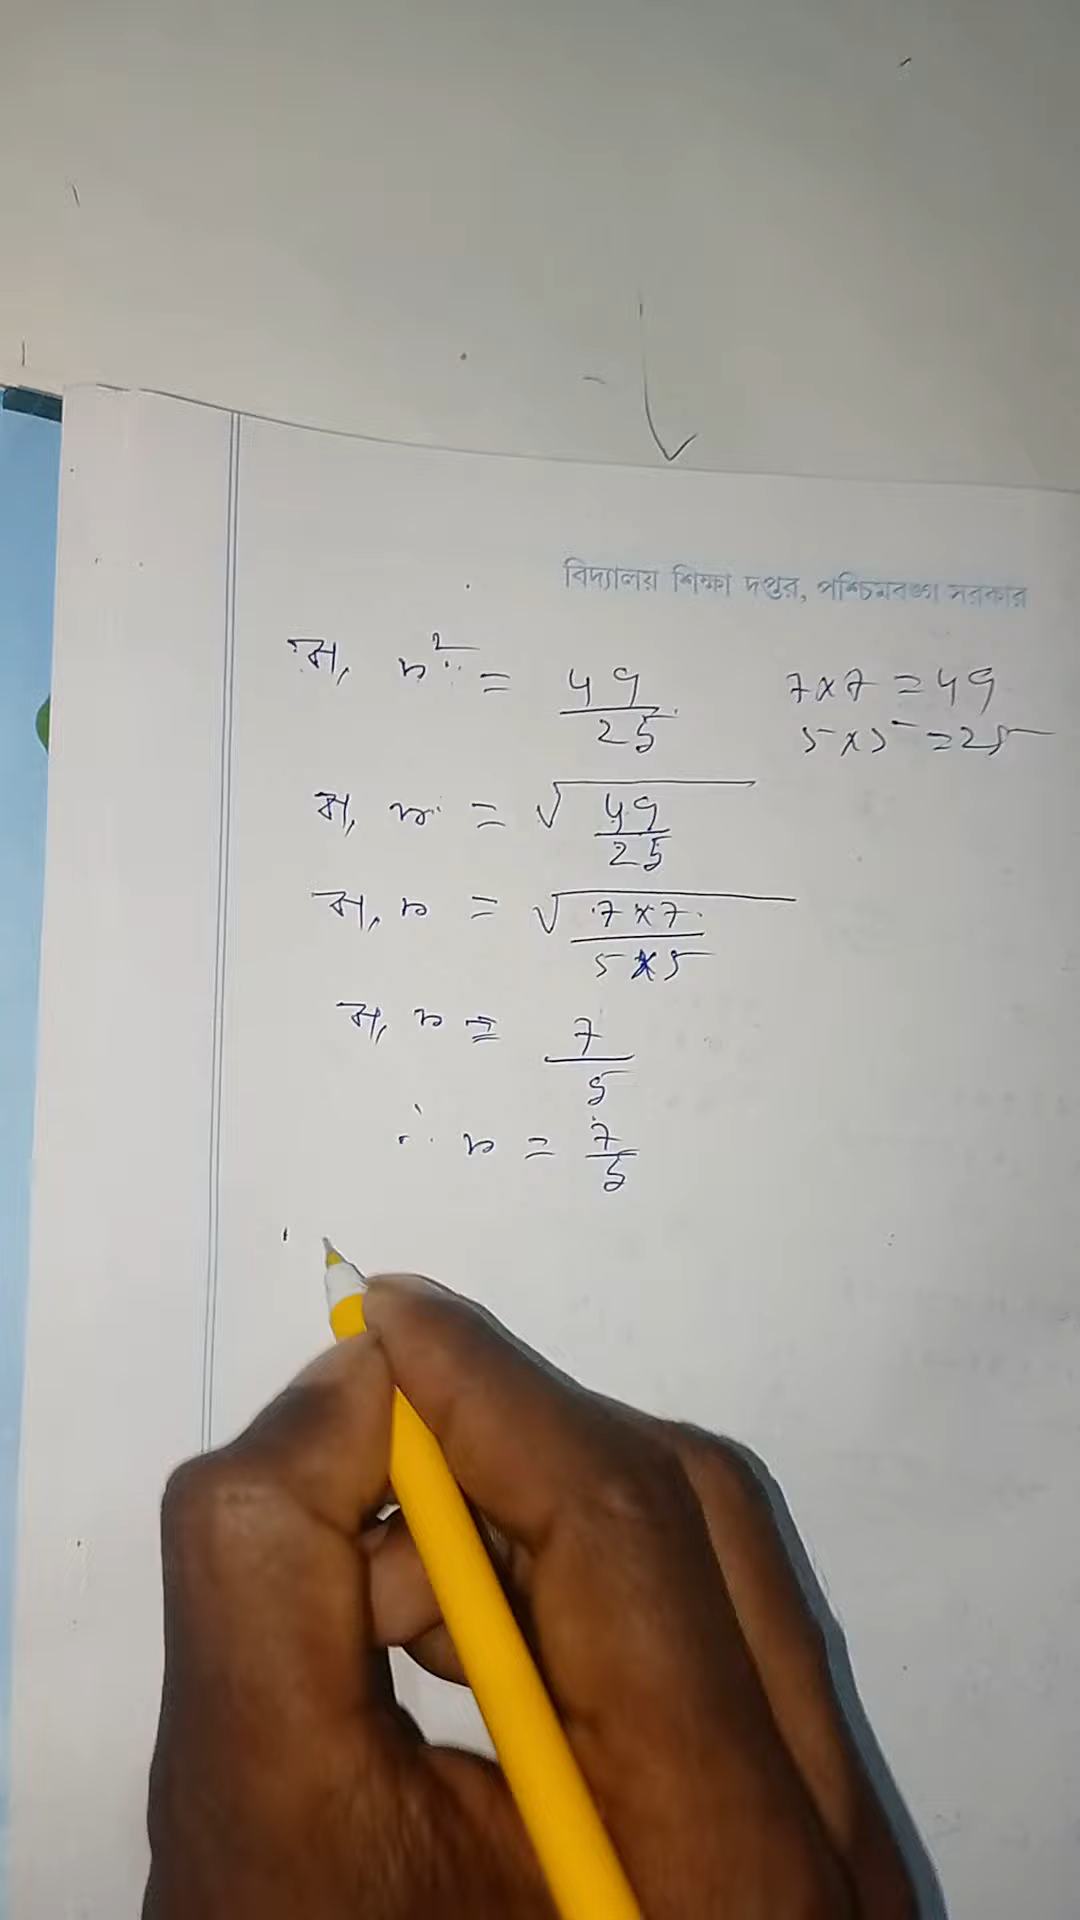 বিদ্যালয় শিক্ষা দপ্তর, পশ্চিমবঙ্গ সরকার
বা, n² = 49/25
7×7 = 49
5×5 = 25
বা, n = √49/25
বা, n = √7×7/5×5
বা, n = 7/5
∴ n = 7/5